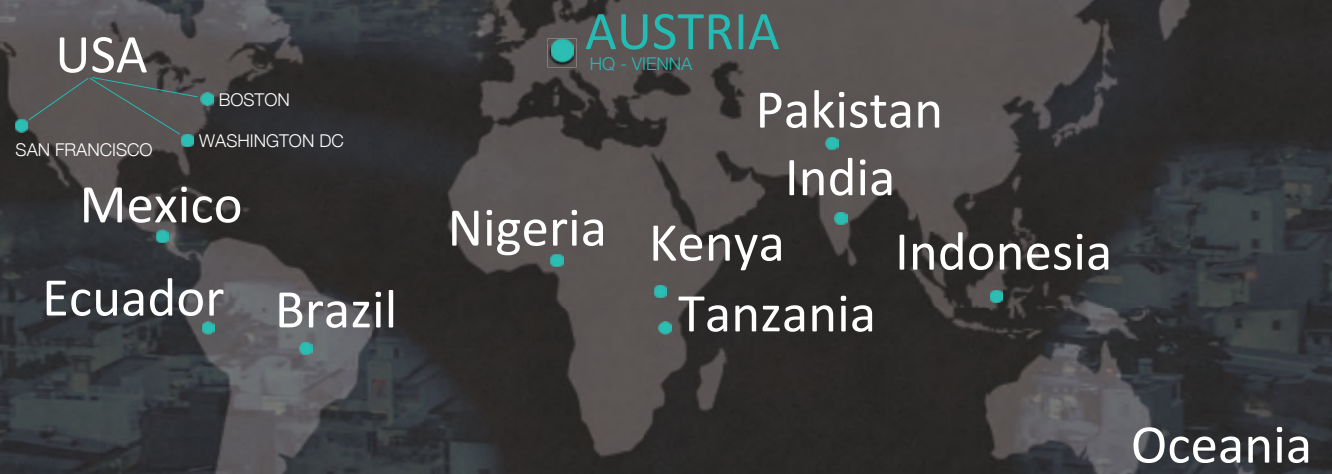 AUSTRIA
HQ - VIENNA
USA
BOSTON
WASHINGTON DC
SAN FRANCISCO
Pakistan
India
Mexico
Nigeria
Kenya
Indonesia
Ecuador
Brazil
Tanzania
Oceania